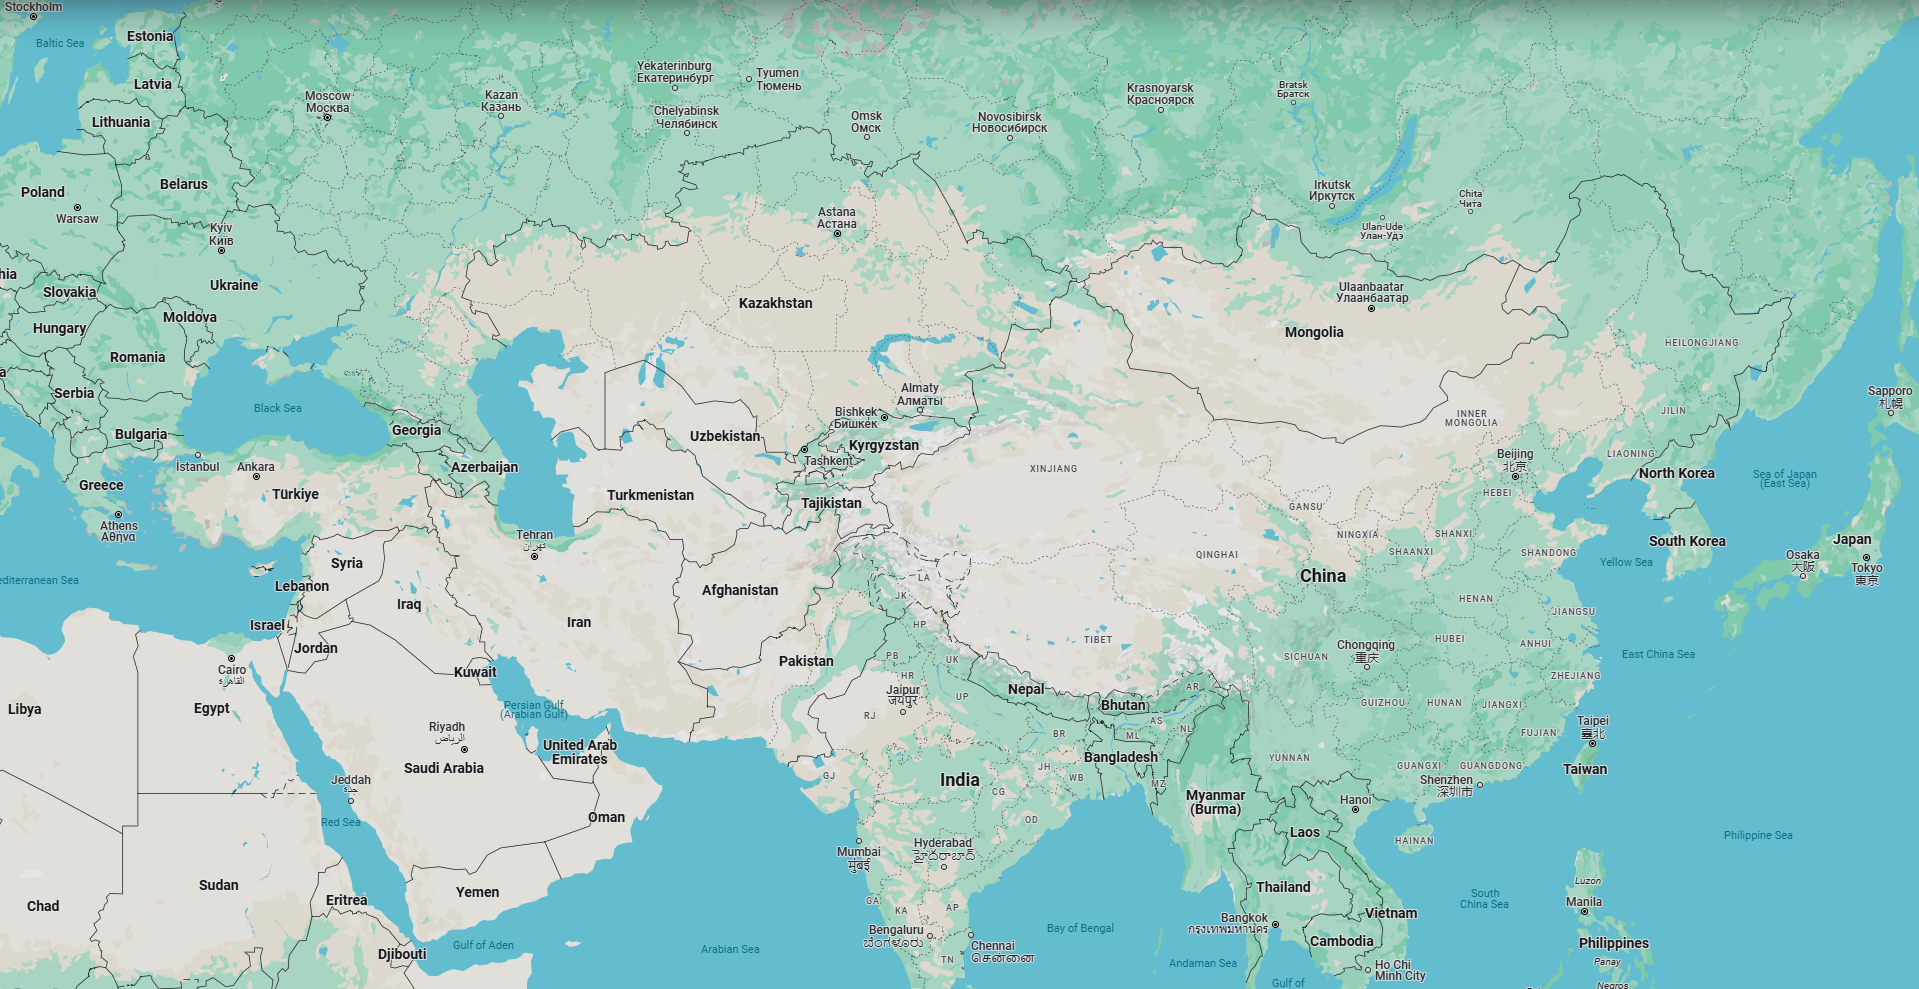 Stockholm
Baltic Sea
Estonia
Latvia
Lithuania
Moscow
Москва
Kazan
Казань
Yekaterinburg
Екатеринбург
Tyumen
Тюмень
Chelyabinsk
Челябинск
Omsk
Омск
Novosibirsk
Новосибирск
Krasnoyarsk
Красноярск
Bratsk
Братск
Poland
Warsaw
Belarus
Kyiv
Київ
Astana
Астана
Irkutsk
Иркутск
Chita
Чита
Ulan-Ude
Улан-Удэ
hia
Slovakia
Ukraine
Hungary
Moldova
Romania
Kazakhstan
Ulaanbaatar
Улаанбаатар
Mongolia
HEILONGJIANG
a
Serbia
Black Sea
Bulgaria
Georgia
Almaty
Алматы
Bishkek
Бишкек
Kyrgyzstan
Uzbekistan
Tashkent
INNER
MONGOLIA
JILIN
Sapporo
札幌
İstanbul
Ankara
Azerbaijan
Greece
Türkiye
Turkmenistan
Tajikistan
XINJIANG
Beijing
北京
LIAONING
North Korea
Sea of Japan
(East Sea)
HEBEI
GANSU
Athens
Αθήνα
Tehran
تهران
NINGXIA
SHANXI
SHAANXI
SHANDONG
QINGHAI
South Korea
Japan
Yellow Sea
Osaka
大阪
Tokyo
東京
editerranean Sea
Syria
Lebanon
Iraq
Afghanistan
LA
JK
China
HENAN
JIANGSU
Israel
Jordan
Iran
HP
TIBET
Chongqing
重庆
HUBEI
ANHUI
SICHUAN
East China Sea
Cairo
القاهرة
Kuwait
Pakistan
PB
UK
HR
ZHEJIANG
Libya
Egypt
Persian Gulf
(Arabian Gulf)
Jaipur
जयपुर
Nepal
UP
RJ
AR
Bhutan
AS
NL
GUIZHOU
HUNAN
JIANGXI
Riyadh
الرياض
Saudi Arabia
United Arab
Emirates
BR
ML
Bangladesh
FUJIAN
Taipei
臺北
Taiwan
Jeddah
جدة
GJ
India
JH
WB
CG
MZ
YUNNAN
GUANGXI
GUANGDONG
Shenzhen
深圳市
Red Sea
Oman
OD
Myanmar
(Burma)
Hanoi
Laos
HAINAN
Philippine Sea
Mumbai
मुंबई
Hyderabad
హైదరాబాద్
Chad
Sudan
Eritrea
Yemen
GA
KA
AP
Thailand
South
China Sea
Luzon
Manila
Bengaluru
ಬೆಂಗಳೂರು
Bay of Bengal
Bangkok
กรุงเทพมหานคร
Vietnam
Djibouti
Gulf of Aden
Arabian Sea
Chennai
சென்னை
TN
Andaman Sea
Cambodia
Ho Chi
Minh City
Philippines
Panay
Gulf of
Negros